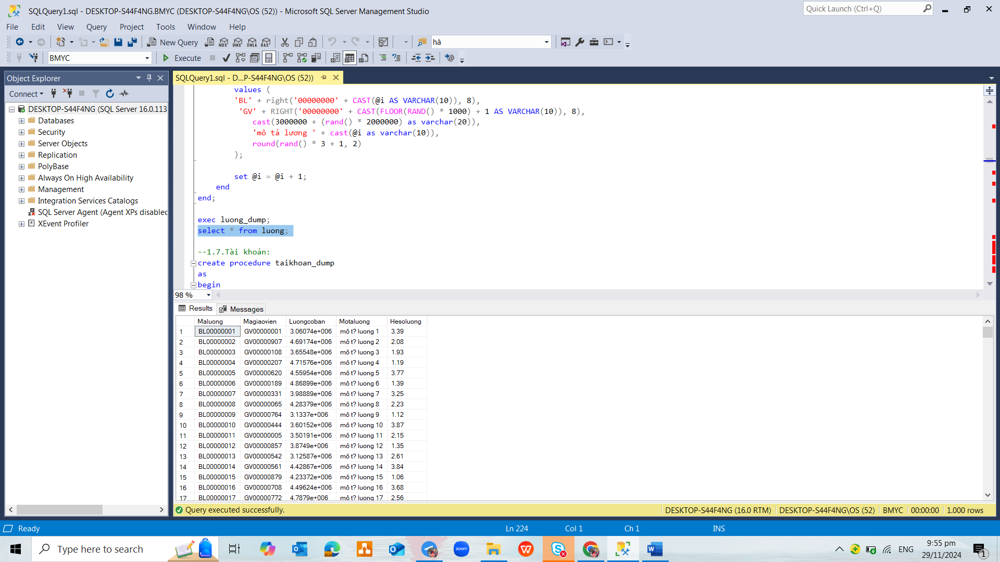 SQLQuery1.sql - DESKTOP-S44F4NG.BMYC (DESKTOP-S44F4NG\OS (52)) - Microsoft SQL Server Management Studio
Quick Launch (Ctrl+Q)
File Edit View Query Project Tools Window Help
New Query MDX DMX XMLA DAX hà
BMYC Execute
Object Explorer
Connect
DESKTOP-S44F4NG (SQL Server 16.0.113
Databases
Security
Server Objects
Replication
PolyBase
Always On High Availability
Management
Integration Services Catalogs
SQL Server Agent (Agent XPs disabled
XEvent Profiler
SQLQuery1.sql - D...P-S44F4NG\OS (52))
values (
'BL' + right('00000000' + CAST(@i AS VARCHAR(10)), 8),
'GV' + RIGHT('00000000' + CAST(FLOOR(RAND() * 1000) + 1 AS VARCHAR(10)), 8),
cast(3000000 + (rand() * 2000000) as varchar(20)),
'mô tả lương ' + cast(@i as varchar(10)),
round(rand() * 3 + 1, 2)
);
set @i = @i + 1;
end
end;
exec luong_dump;
select * from luong;
--1.7.Tài khoản:
create procedure taikhoan_dump
as
begin
98 %
Results Messages
Maluong Magiaovien Luongcoban Motaluong Hesoluong
1 BL00000001 GV00000001 3.06074e+006 mô t? luong 1 3.39
2 BL00000002 GV00000907 4.69174e+006 mô t? luong 2 2.08
3 BL00000003 GV00000108 3.65548e+006 mô t? luong 3 1.93
4 BL00000004 GV00000207 4.71576e+006 mô t? luong 4 1.19
5 BL00000005 GV00000620 4.55954e+006 mô t? luong 5 3.77
6 BL00000006 GV00000189 4.86899e+006 mô t? luong 6 1.39
7 BL00000007 GV00000331 3.98889e+006 mô t? luong 7 3.25
8 BL00000008 GV00000065 4.28379e+006 mô t? luong 8 2.23
9 BL00000009 GV00000764 3.1337e+006 mô t? luong 9 1.12
10 BL00000010 GV00000444 3.60152e+006 mô t? luong 10 3.87
11 BL00000011 GV00000005 3.50191e+006 mô t? luong 11 2.15
12 BL00000012 GV00000857 3.8749e+006 mô t? luong 12 1.35
13 BL00000013 GV00000542 3.12587e+006 mô t? luong 13 2.61
14 BL00000014 GV00000561 4.42867e+006 mô t? luong 14 3.84
15 BL00000015 GV00000879 4.23372e+006 mô t? luong 15 1.06
16 BL00000016 GV00000708 4.49624e+006 mô t? luong 16 3.68
17 BL00000017 GV00000772 4.7879e+006 mô t? luong 17 2.56
Query executed successfully. DESKTOP-S44F4NG (16.0 RTM) DESKTOP-S44F4NG\OS (52) BMYC 00:00:00 1.000 rows
Ready Ln 224 Col 1 Ch 1 INS
Type here to search
zoom
ENG
9:55 pm
29/11/2024
1